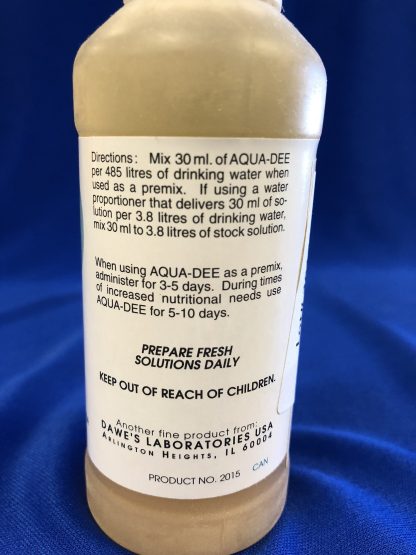 Directions: Mix 30 ml. of AQUA-DEE
per 485 litres of drinking water when
used as a premix. If using a water
proportioner that delivers 30 ml of so-
lution per 3.8 litres of drinking water,
mix 30 ml to 3.8 litres of stock solution.
When using AQUA-DEE as a premix,
administer for 3-5 days. During times
of increased nutritional needs use
AQUA-DEE for 5-10 days.
PREPARE FRESH
SOLUTIONS DAILY
KEEP OUT OF REACH OF CHILDREN.
Another fine product from:
DAWE'S LABORATORIES USA
ARLINGTON HEIGHTS, IL 60004
PRODUCT NO. 2015 CAN